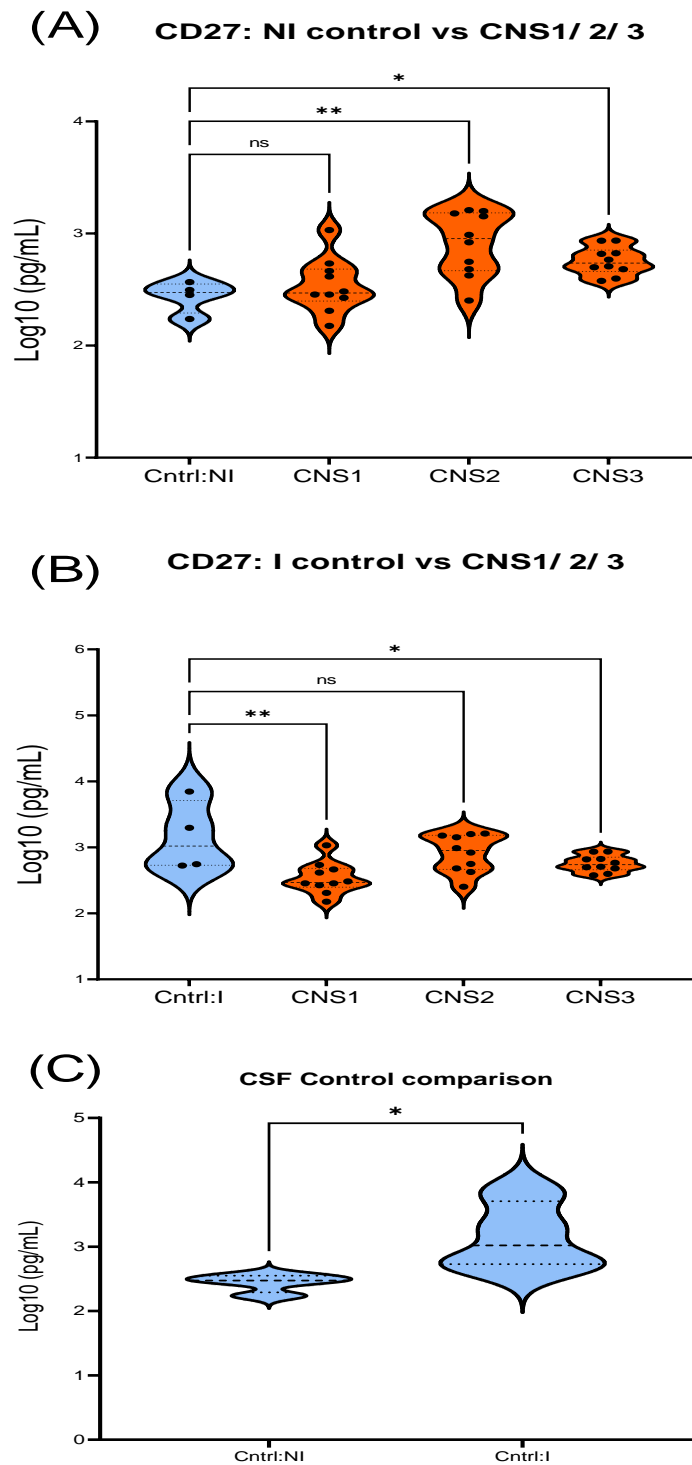 (A)
CD27: NI control vs CNS1/ 2/ 3
*
**
ns
4
3
2
1
Log10 (pg/mL)
Cntrl:NI CNS1 CNS2 CNS3
(B)
CD27: I control vs CNS1/ 2/ 3
*
ns
**
6
5
4
3
2
1
Log10 (pg/mL)
Cntrl:I CNS1 CNS2 CNS3
(C)
CSF Control comparison
*
5
4
3
2
1
0
Log10 (pg/mL)
Cntrl:NI Cntrl:I